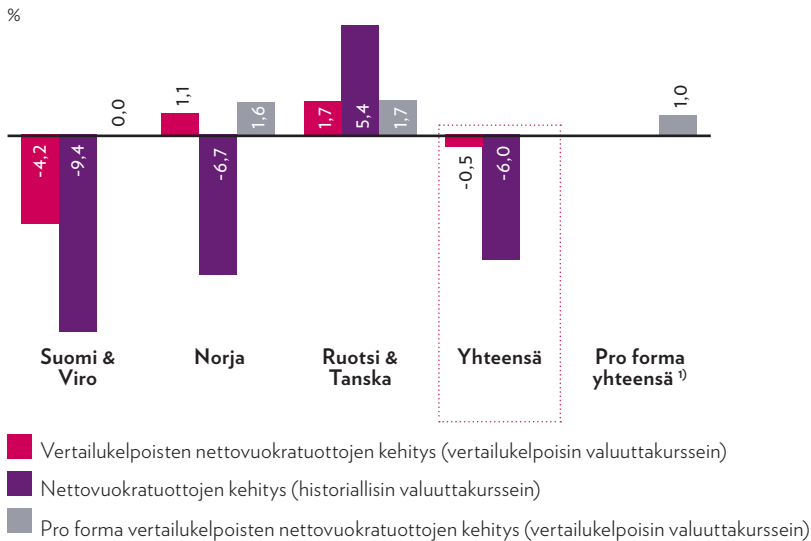 %
-4,2
-9,4
0,0
1,1
-6,7
1,6
1,7
5,4
1,7
-0,5
-6,0
1,0
Suomi &
Viro
Norja
Ruotsi &
Tanska
Yhteensä
Pro forma
yhteensä ¹⁾
Vertailukelpoisten nettovuokratuottojen kehitys (vertailukelpoisin valuuttakurssein)
Nettovuokratuottojen kehitys (historiallisin valuuttakurssein)
Pro forma vertailukelpoisten nettovuokratuottojen kehitys (vertailukelpoisin valuuttakurssein)